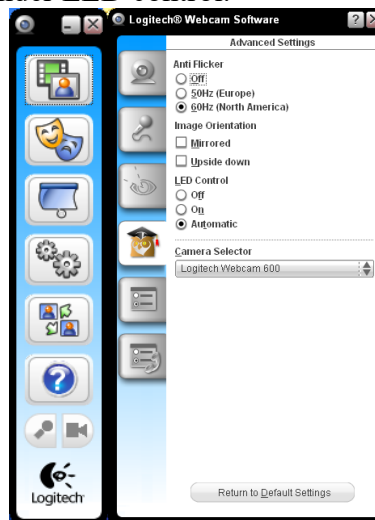 Logitech® Webcam Software
Advanced Settings
Anti Flicker
Off
50Hz (Europe)
60Hz (North America)
Image Orientation
Mirrored
Upside down
LED Control
Off
On
Automatic
Camera Selector
Logitech Webcam 600
Return to Default Settings
Logitech